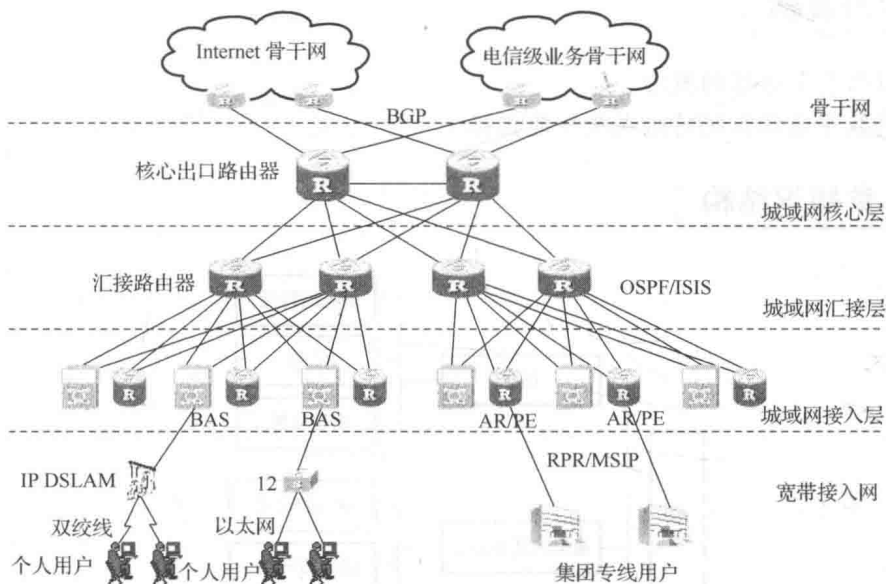 Internet 骨干网
电信级业务骨干网
R
R
R
R
BGP
骨干网
核心出口路由器
R
R
城域网核心层
汇接路由器
R
R
R
R
OSPF/ISIS
城域网汇接层
R
R
R
R
R
R
BAS
BAS
AR/PE
AR/PE
城域网接入层
IP DSLAM
12
RPR/MSIP
宽带接入网
双绞线
以太网
个人用户
个人用户
集团专线用户